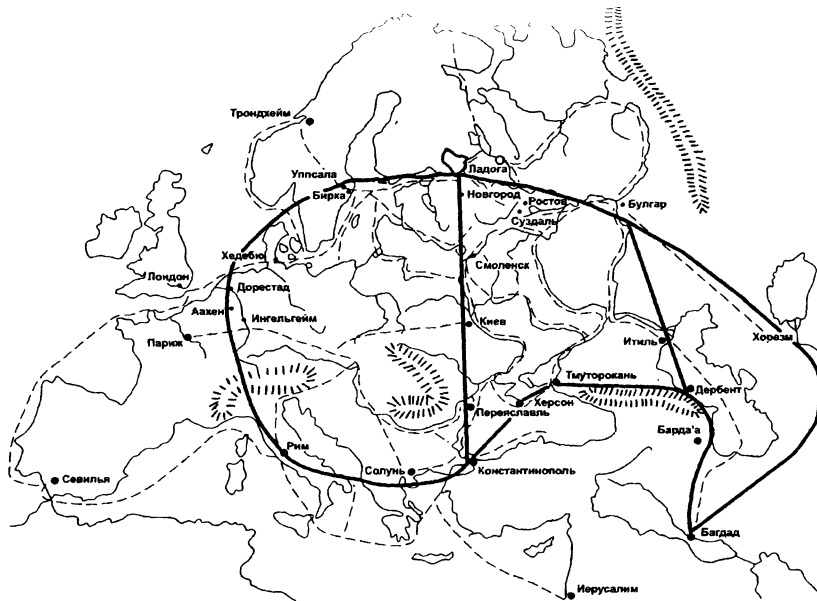 Трондхейм
Уппсала
Бирка
Ладога
Новгород
Ростов
Суздаль
Булгар
Хедебю
Смоленск
Лондон
Дорестад
Аахен
Ингельгейм
Париж
Киев
Итиль
Хорезм
Тмуторокань
Дербент
Херсон
Переяславль
Барда'а
Рим
Солунь
Константинополь
Севилья
Багдад
Иерусалим